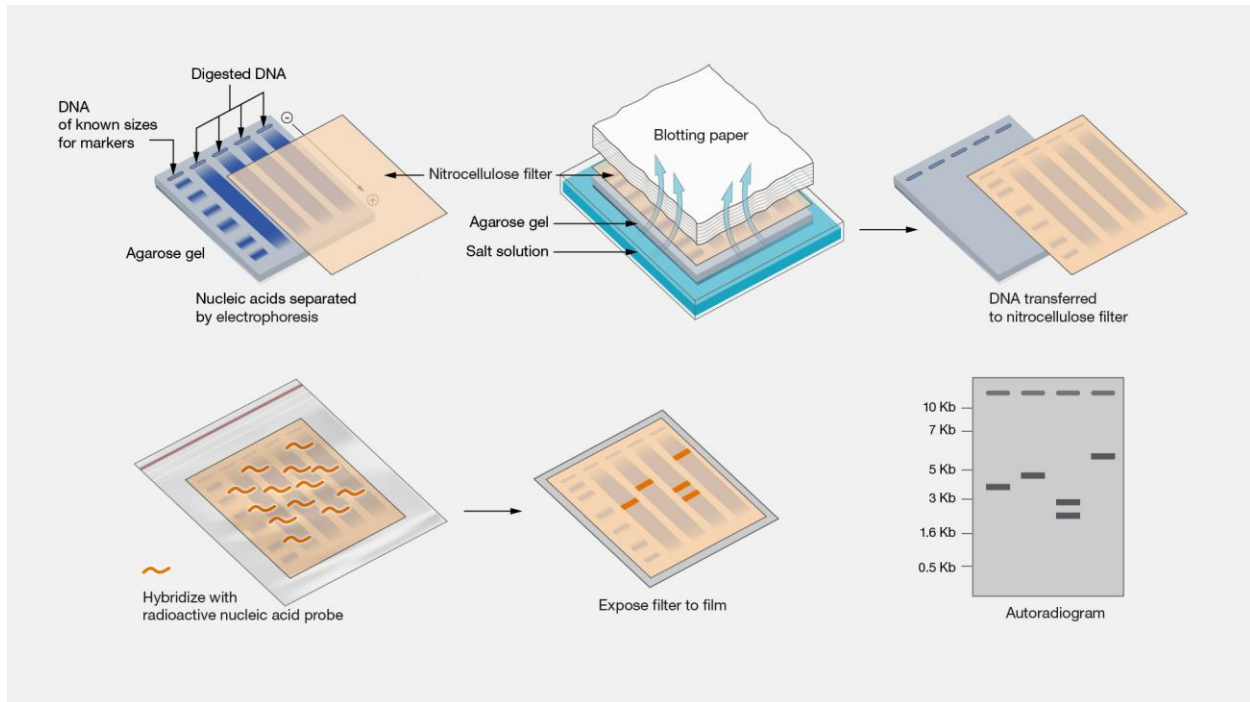 Digested DNA
DNA
of known sizes
for markers
−
+
Nitrocellulose filter
Agarose gel
Nucleic acids separated
by electrophoresis
Blotting paper
Agarose gel
Salt solution
DNA transferred
to nitrocellulose filter
Hybridize with
radioactive nucleic acid probe
Expose filter to film
10 Kb
7 Kb
5 Kb
3 Kb
1.6 Kb
0.5 Kb
Autoradiogram